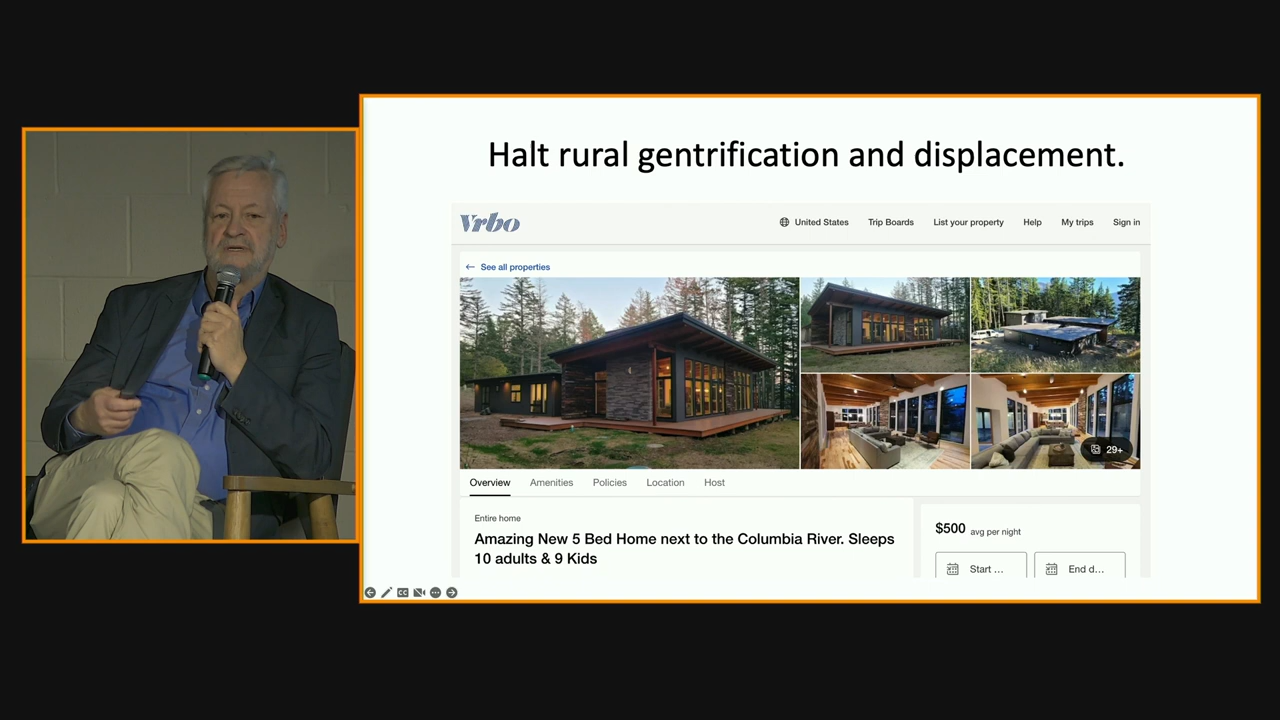 Halt rural gentrification and displacement.
Vrbo
United States Trip Boards List your property Help My trips Sign in
See all properties
29+
Overview Amenities Policies Location Host
Entire home
Amazing New 5 Bed Home next to the Columbia River. Sleeps
10 adults & 9 Kids
$500 avg per night
Start ...
End d...
CC